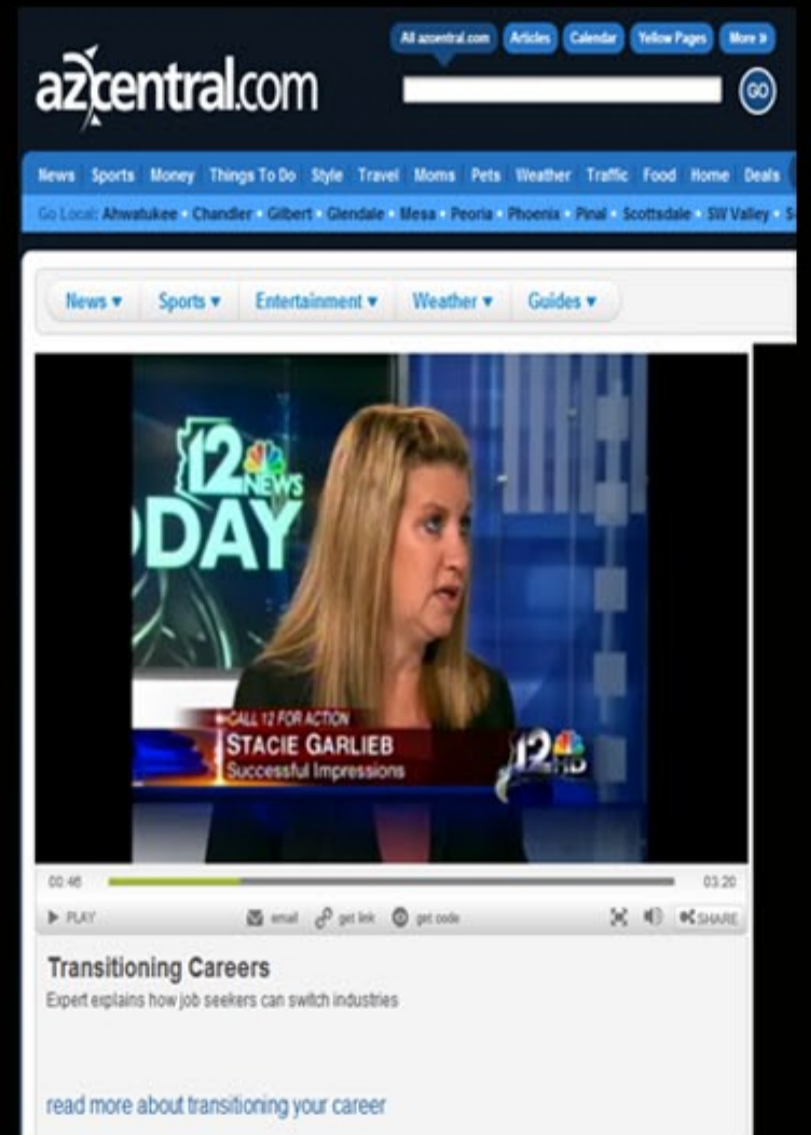 All azcentral.com Articles Calendar Yellow Pages More »
azcentral.com
GO
News Sports Money Things To Do Style Travel Moms Pets Weather Traffic Food Home Deals
Go Local: Ahwatukee • Chandler • Gilbert • Glendale • Mesa • Peoria • Phoenix • Pinal • Scottsdale • SW Valley •
News ▾ Sports ▾ Entertainment ▾ Weather ▾ Guides ▾
12
NEWS
DAY
CALL 12 FOR ACTION
STACIE GARLIEB
Successful Impressions
12
HD
00:46 03:20
PLAY email get link get code SHARE
Transitioning Careers
Expert explains how job seekers can switch industries
read more about transitioning your career